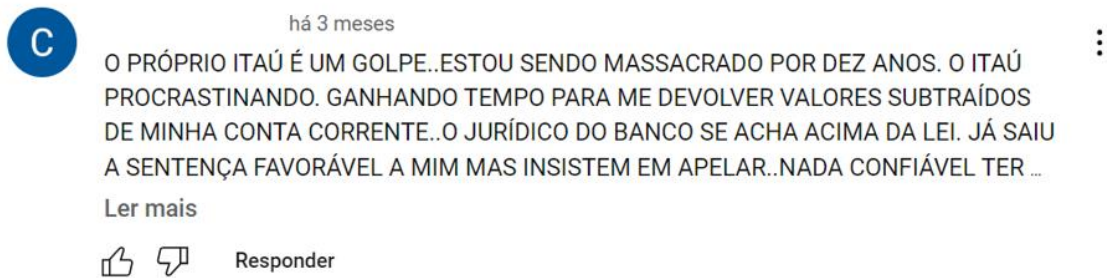 C
há 3 meses
O PRÓPRIO ITAÚ É UM GOLPE..ESTOU SENDO MASSACRADO POR DEZ ANOS. O ITAÚ
PROCRASTINANDO. GANHANDO TEMPO PARA ME DEVOLVER VALORES SUBTRAÍDOS
DE MINHA CONTA CORRENTE..O JURÍDICO DO BANCO SE ACHA ACIMA DA LEI. JÁ SAIU
A SENTENÇA FAVORÁVEL A MIM MAS INSISTEM EM APELAR..NADA CONFIÁVEL TER ...
Ler mais
Responder